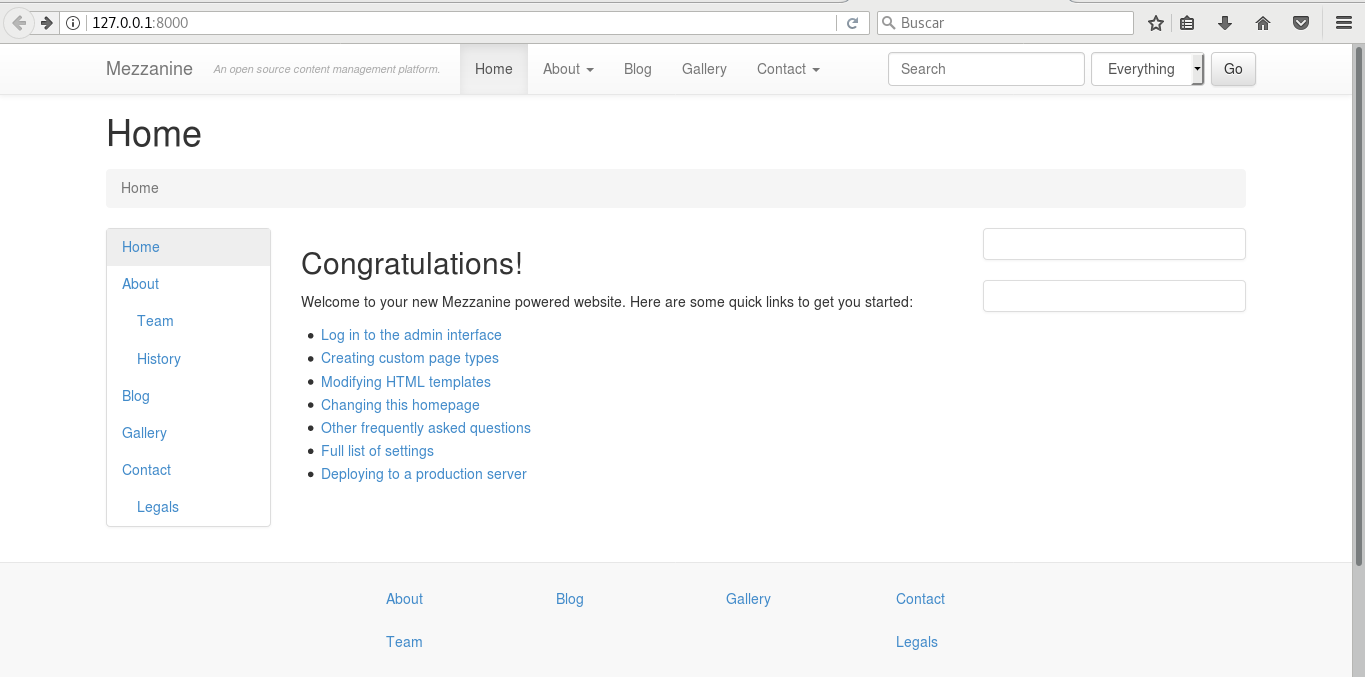 127.0.0.1:8000
Buscar
Mezzanine An open source content management platform. Home About Blog Gallery Contact Search Everything Go
Home
Home
Home
About
Team
History
Blog
Gallery
Contact
Legals
Congratulations!
Welcome to your new Mezzanine powered website. Here are some quick links to get you started:
Log in to the admin interface
Creating custom page types
Modifying HTML templates
Changing this homepage
Other frequently asked questions
Full list of settings
Deploying to a production server
About Blog Gallery Contact
Team Legals